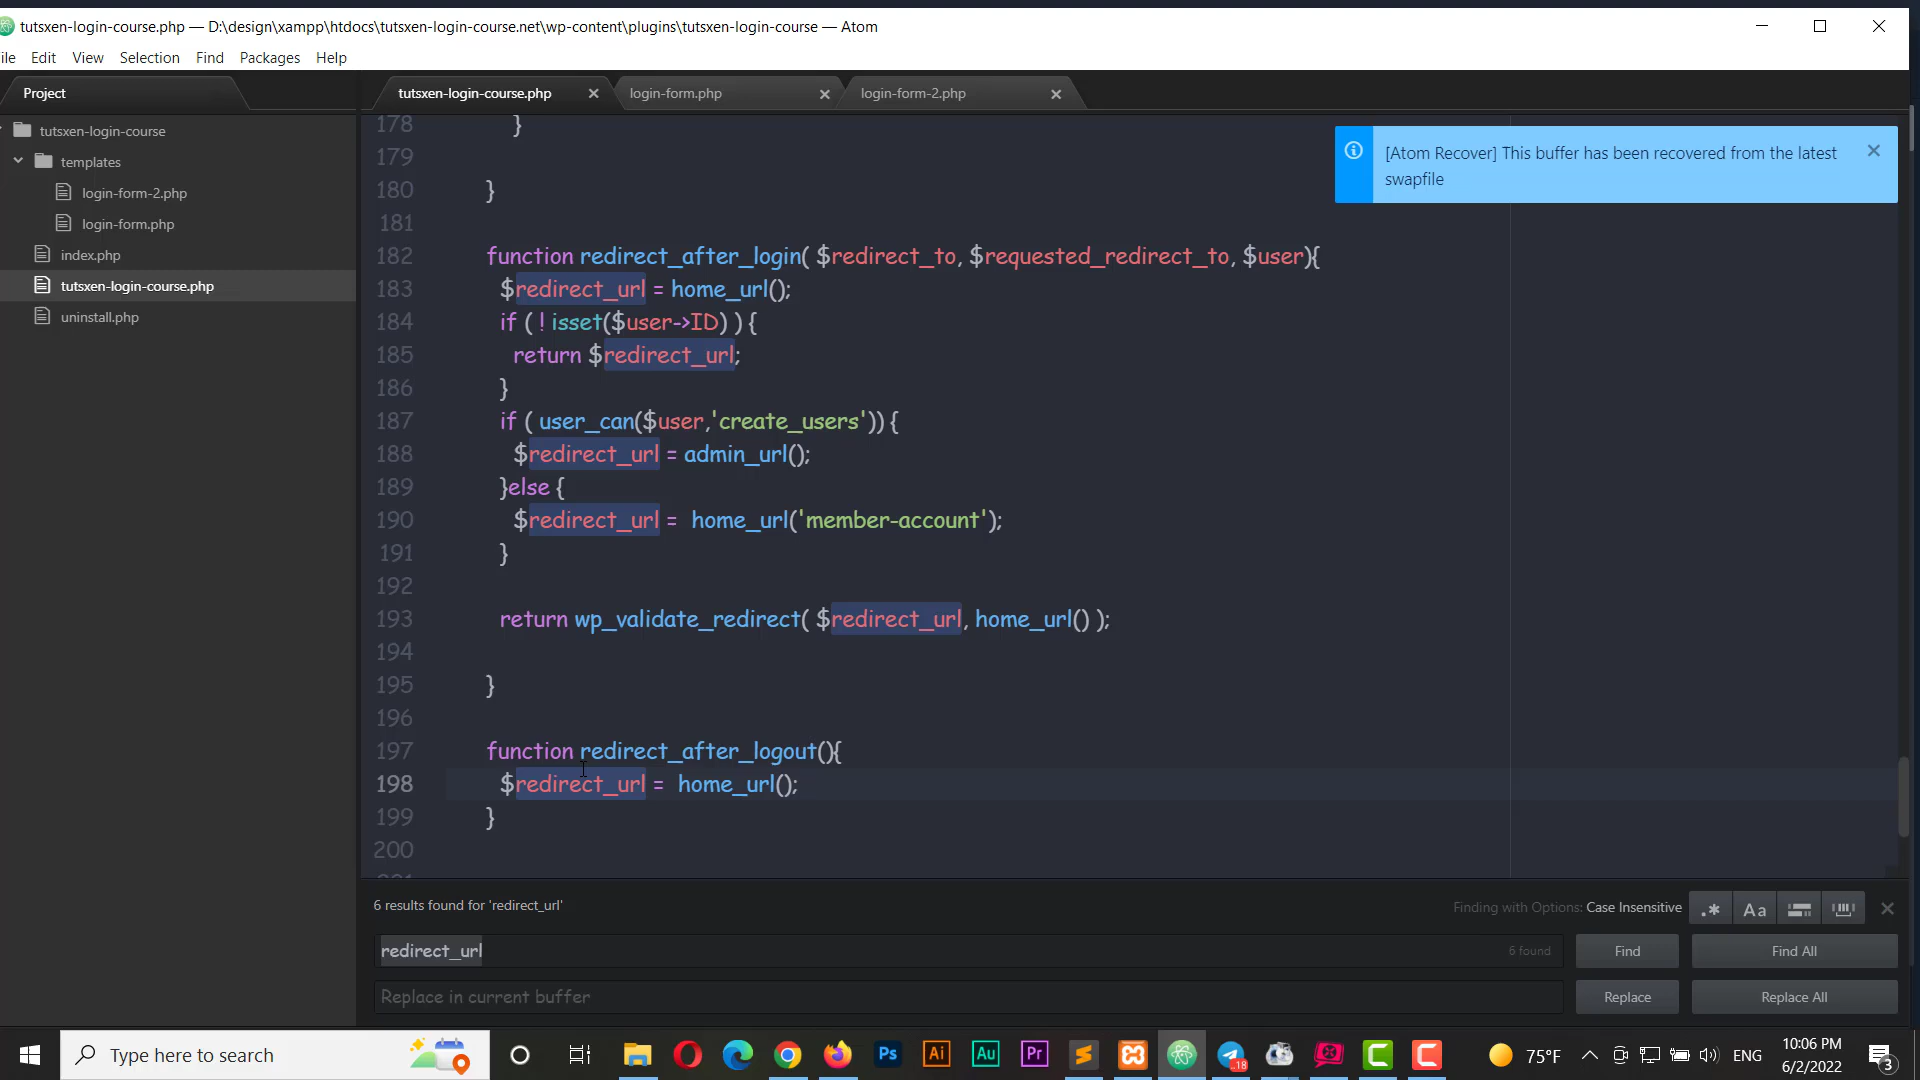 tutsxen-login-course.php — D:\design\xampp\htdocs\tutsxen-login-course.net\wp-content\plugins\tutsxen-login-course — Atom
ile Edit View Selection Find Packages Help
Project
tutsxen-login-course.php
login-form.php
login-form-2.php
tutsxen-login-course
templates
login-form-2.php
login-form.php
index.php
tutsxen-login-course.php
uninstall.php
[Atom Recover] This buffer has been recovered from the latest
swapfile
178 }
179
180 }
181
182 function redirect_after_login( $redirect_to, $requested_redirect_to, $user){
183 $redirect_url = home_url();
184 if ( ! isset($user->ID) ) {
185 return $redirect_url;
186 }
187 if ( user_can($user,'create_users')) {
188 $redirect_url = admin_url();
189 }else {
190 $redirect_url =  home_url('member-account');
191 }
192
193 return wp_validate_redirect( $redirect_url, home_url() );
194
195 }
196
197 function redirect_after_logout(){
198 $redirect_url =  home_url();
199 }
200
6 results found for 'redirect_url'
Finding with Options: Case Insensitive
.* Aa
redirect_url
6 found
Find
Find All
Replace in current buffer
Replace
Replace All
Type here to search
Ps Ai Au Pr
18
75°F
ENG
10:06 PM
6/2/2022
3